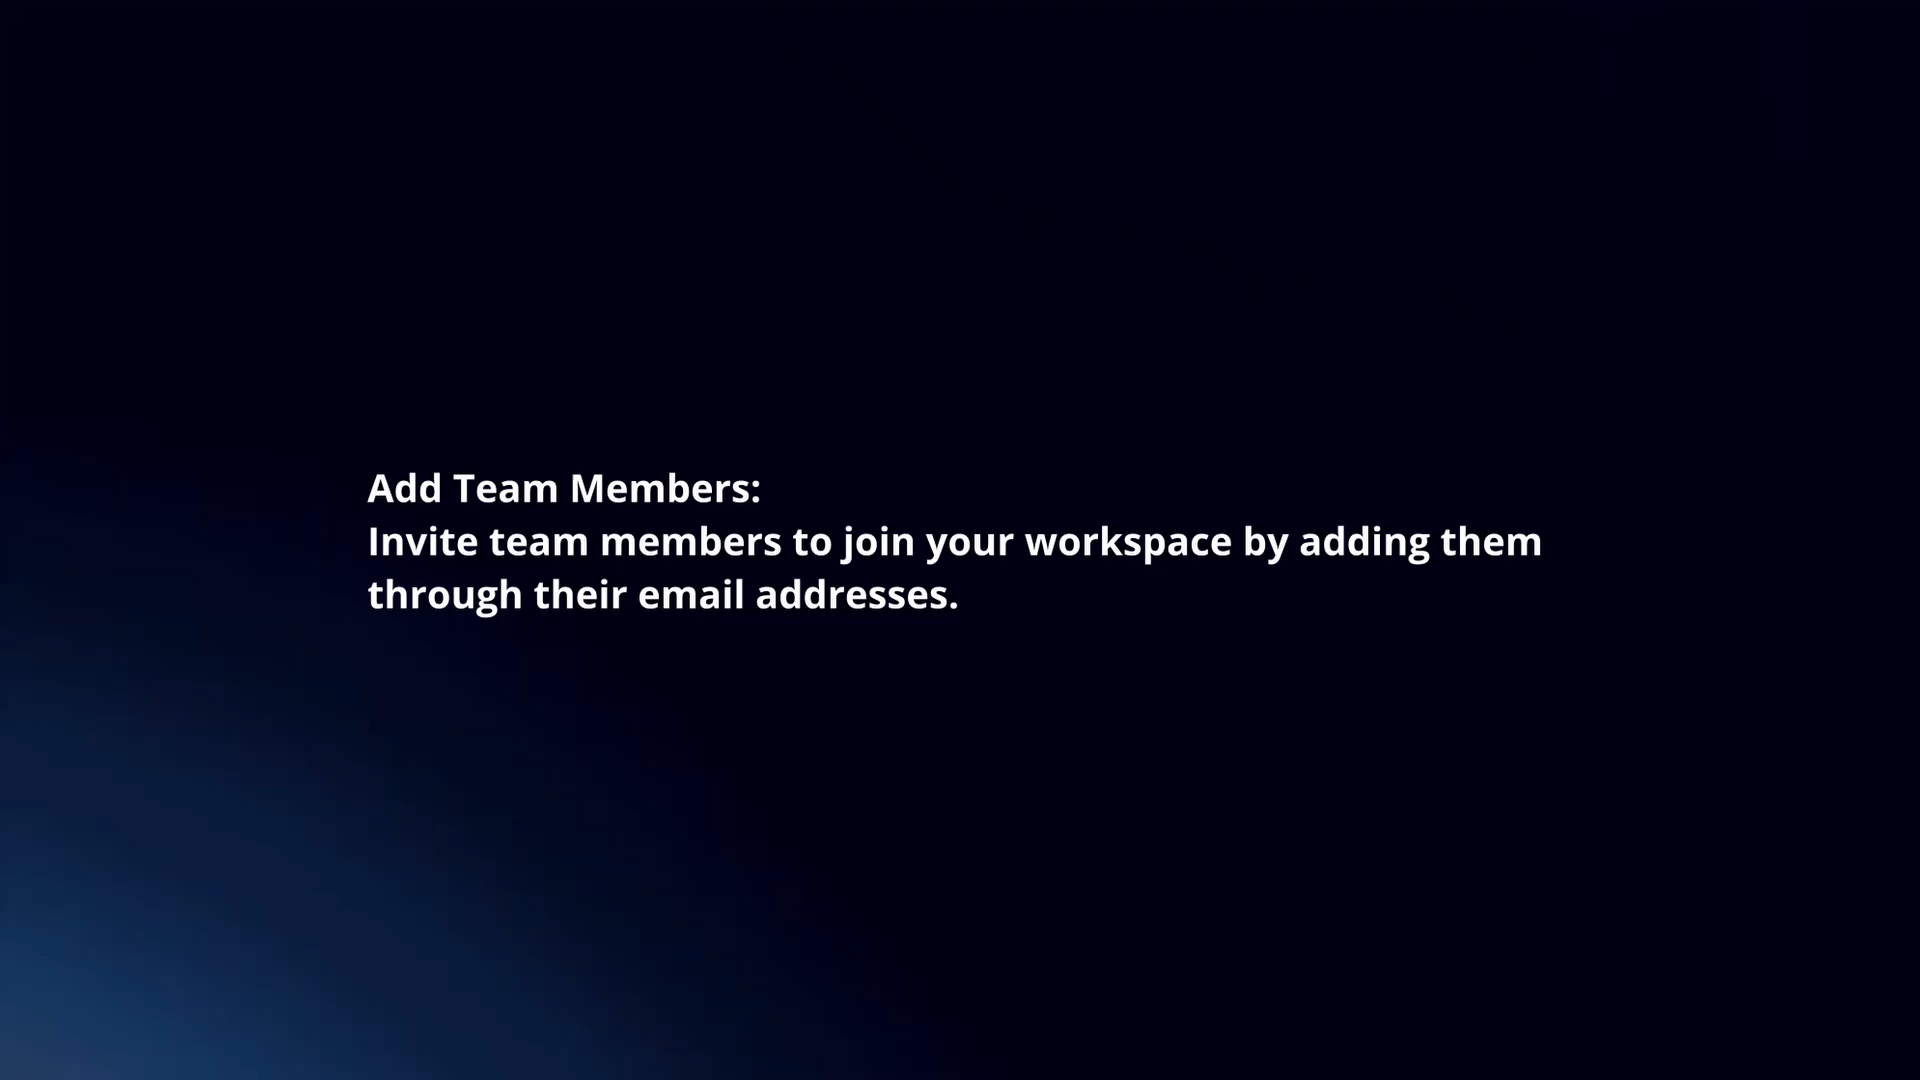 Add Team Members:
Invite team members to join your workspace by adding them
through their email addresses.